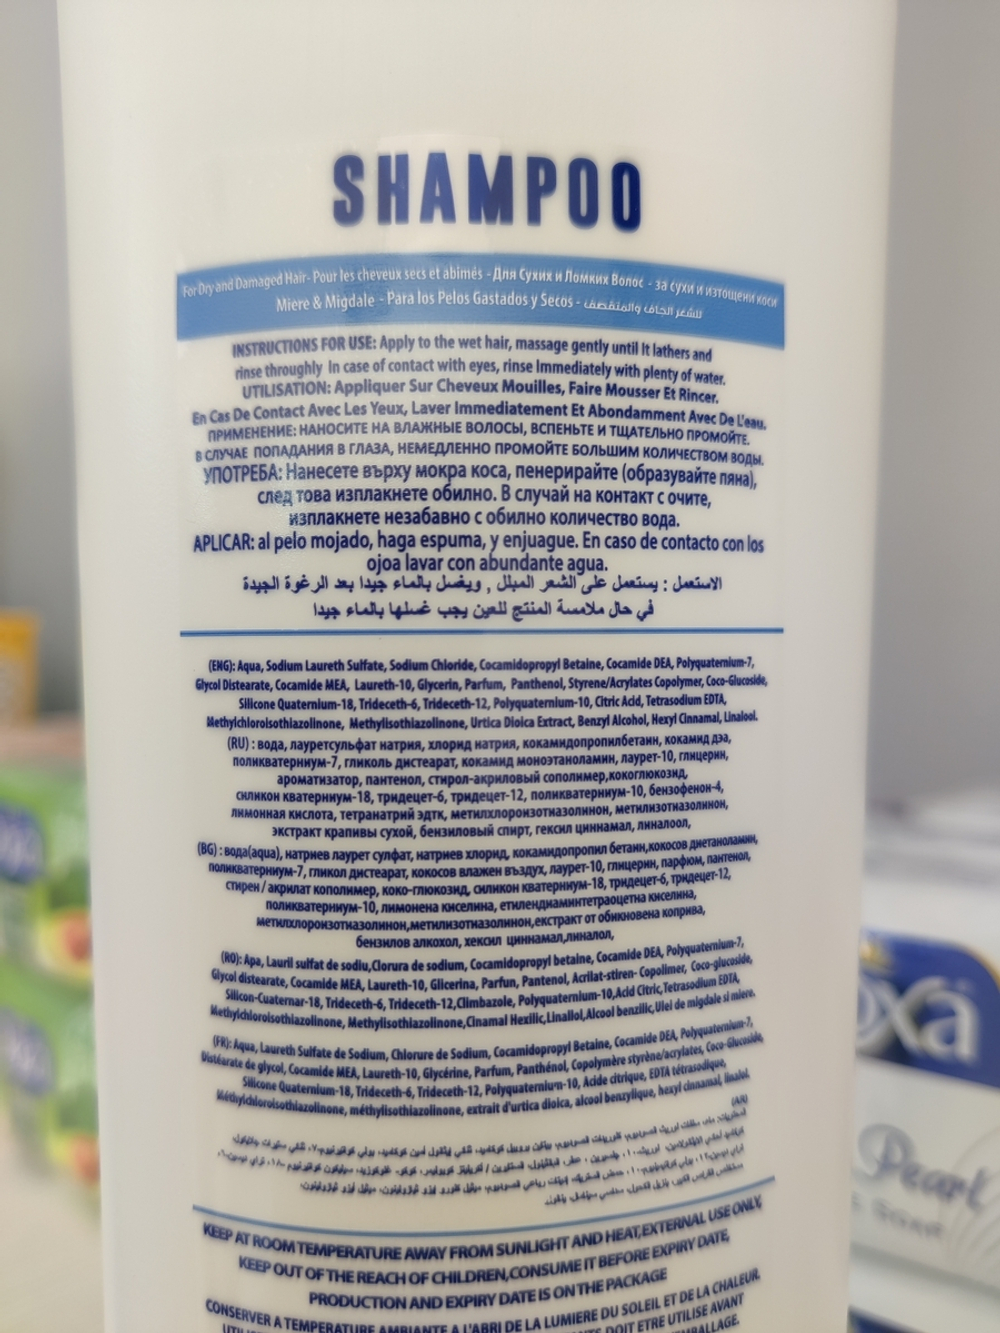 SHAMPOO
For Dry and Damaged Hair- Pour les cheveux secs et abimés - Для Сухих и Ломких Волос - за сухи и изтощени коси
Miere & Migdale - Para los Pelos Gastados y Secos - للشعر الجاف والمتقصف
INSTRUCTIONS FOR USE: Apply to the wet hair, massage gently until It lathers and
rinse throughly In case of contact with eyes, rinse Immediately with plenty of water.
UTILISATION: Appliquer Sur Cheveux Mouilles, Faire Mousser Et Rincer.
En Cas De Contact Avec Les Yeux, Laver Immediatement Et Abondamment Avec De L'eau.
ПРИМЕНЕНИЕ: НАНОСИТЕ НА ВЛАЖНЫЕ ВОЛОСЫ, ВСПЕНЬТЕ И ТЩАТЕЛЬНО ПРОМОЙТЕ.
В СЛУЧАЕ ПОПАДАНИЯ В ГЛАЗА, НЕМЕДЛЕННО ПРОМОЙТЕ БОЛЬШИМ КОЛИЧЕСТВОМ ВОДЫ.
УПОТРЕБА: Нанесете върху мокра коса, пенерирайте (образувайте пяна),
след това изплакнете обилно. В случай на контакт с очите,
изплакнете незабавно с обилно количество вода.
APLICAR: al pelo mojado, haga espuma, y enjuague. En caso de contacto con los
ojoa lavar con abundante agua.
الاستعمل : يستعمل على الشعر المبلل , ويغسل بالماء جيدا بعد الرغوة الجيدة
في حال ملامسة المنتج للعين يجب غسلها بالماء جيدا
(ENG): Aqua, Sodium Laureth Sulfate, Sodium Chloride, Cocamidopropyl Betaine, Cocamide DEA, Polyquaternium-7,
Glycol Distearate, Cocamide MEA, Laureth-10, Glycerin, Parfum, Panthenol, Styrene/Acrylates Copolymer, Coco-Glucoside,
Silicone Quaternium-18, Trideceth-6, Trideceth-12, Polyquaternium-10, Citric Acid, Tetrasodium EDTA,
Methylchloroisothiazolinone, Methylisothiazolinone, Urtica Dioica Extract, Benzyl Alcohol, Hexyl Cinnamal, Linalool.
(RU) : вода, лауретсульфат натрия, хлорид натрия, кокамидопропилбетаин, кокамид дэа,
поликватерниум-7, гликоль дистеарат, кокамид моноэтаноламин, лаурет-10, глицерин,
ароматизатор, пантенол, стирол-акриловый сополимер,кокоглюкозид,
силикон кватерниум-18, тридецет-6, тридецет-12, поликватерниум-10, бензофенон-4,
лимонная кислота, тетранатрий эдтк, метилхлороизотиазолинон, метилизотиазолинон,
экстракт крапивы сухой, бензиловый спирт, гексил циннамал, линалоол,
(BG) : вода(aqua), натриев лаурет сулфат, натриев хлорид, кокамидопропил бетаин,кокосов диетаноламин,
поликватерниум-7, гликол дистеарат, кокосов влажен въздух, лаурет-10, глицерин, парфюм, пантенол,
стирен / акрилат кополимер, коко-глюкозид, силикон кватерниум-18, тридецет-6, тридецет-12,
поликватерниум-10, лимонена киселина, етилендиаминтетраоцетна киселина,
метилхлороизотиазолинон,метилизотиазолинон,екстракт от обикновена коприва,
бензилов алкохол, хексил циннамал,линалол,
(RO): Apa, Lauril sulfat de sodiu,Clorura de sodium, Cocamidopropyl betaine, Cocamide DEA, Polyquaternium-7,
Glycol distearate, Cocamide MEA, Laureth-10, Glicerina, Parfun, Pantenol, Acrilat-stiren- Copolimer, Coco-glucoside,
Silicon-Cuaternar-18, Trideceth-6, Trideceth-12,Climbazole, Polyquaternium-10,Acid Citric,Tetrasodium EDTA,
Methylchloroisothiazolinone, Methylisothiazolinone,Cinamal Hexilic,Linallol,Alcool benzilic,Ulei de migdale si miere.
(FR): Aqua, Laureth Sulfate de Sodium, Chlorure de Sodium, Cocamidopropyl Betaine, Cocamide DEA, Polyquaternium-7,
Distéarate de glycol, Cocamide MEA, Laureth-10, Glycérine, Parfum, Panthénol, Copolymère styrène/acrylates, Coco-Glucoside,
Silicone Quaternium-18, Trideceth-6, Trideceth-12, Polyquaternium-10, Acide citrique, EDTA tétrasodique,
Méthylchloroisothiazolinone, méthylisothiazolinone, extrait d'urtica dioica, alcool benzylique, hexyl cinnamal, linalol.
(AR)
KEEP AT ROOM TEMPERATURE AWAY FROM SUNLIGHT AND HEAT,EXTERNAL USE ONLY,
KEEP OUT OF THE REACH OF CHILDREN,CONSUME IT BEFORE EXPIRY DATE,
PRODUCTION AND EXPIRY DATE IS ON THE PACKAGE
CONSERVER A TEMPERATURE AMBIANTE A L'ABRI DE LA LUMIERE DU SOLEIL ET DE LA CHALEUR.
DOIT ETRE UTILISE AVANT
oxa
Pearl
SOAP